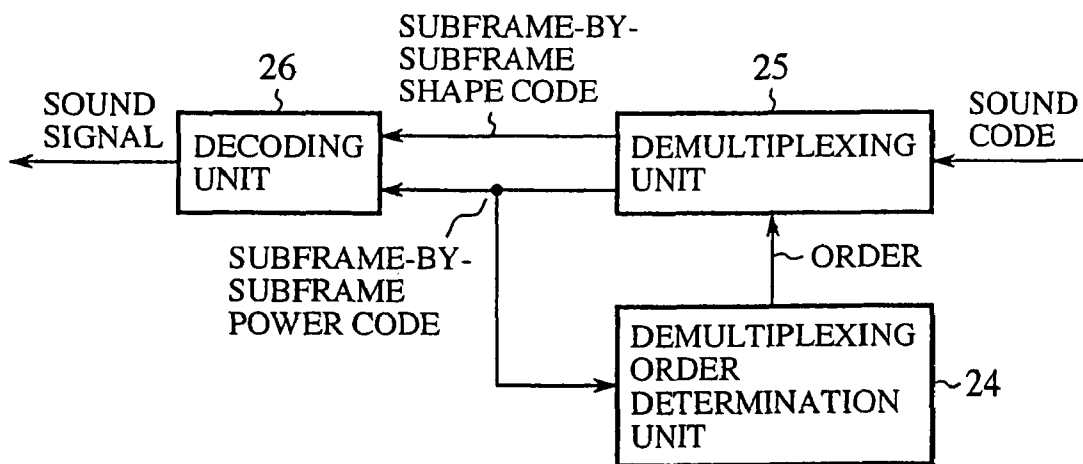 SUBFRAME-BY-
SUBFRAME
SHAPE CODE
26
25
SOUND
SIGNAL
SOUND
CODE
DECODING
UNIT
DEMULTIPLEXING
UNIT
SUBFRAME-BY-
SUBFRAME
POWER CODE
ORDER
DEMULTIPLEXING
ORDER
DETERMINATION
UNIT
24